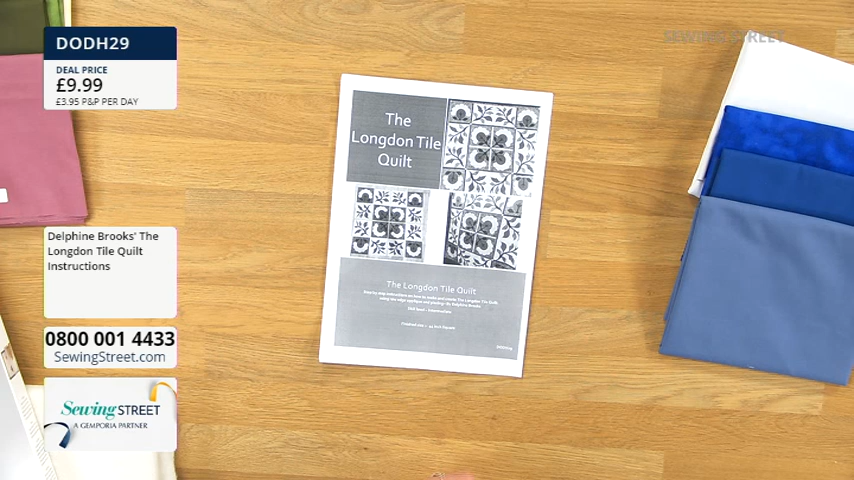 DODH29
DEAL PRICE
£9.99
£3.95 P&P PER DAY
SEWING STREET
The
Longdon Tile
Quilt
Delphine Brooks' The
Longdon Tile Quilt
Instructions
The Longdon Tile Quilt
0800 001 4433
SewingStreet.com
Sewing STREET
A GEMPORIA PARTNER